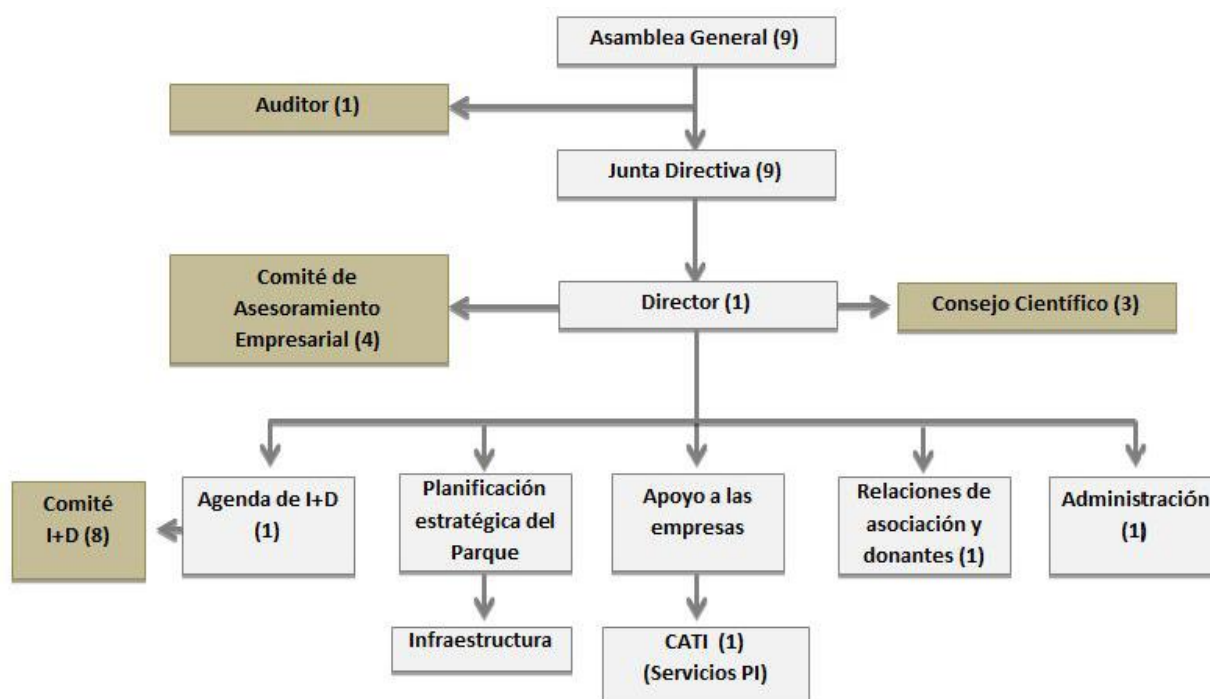 Asamblea General (9)
Auditor (1)
Junta Directiva (9)
Comité de
Asesoramiento
Empresarial (4)
Director (1)
Consejo Científico (3)
Comité
I+D (8)
Agenda de I+D
(1)
Planificación
estratégica del
Parque
Apoyo a las
empresas
Relaciones de
asociación y
donantes (1)
Administración
(1)
Infraestructura
CATI (1)
(Servicios PI)